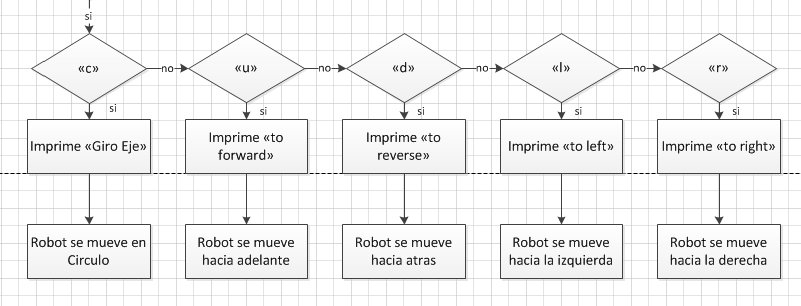 si
«c»
no
«u»
no
«d»
no
«l»
no
«r»
si
si
si
si
si
Imprime «Giro Eje»
Imprime «to
forward»
Imprime «to
reverse»
Imprime «to left»
Imprime «to right»
Robot se mueve en
Circulo
Robot se mueve
hacia adelante
Robot se mueve
hacia atras
Robot se mueve
hacia la izquierda
Robot se mueve
hacia la derecha